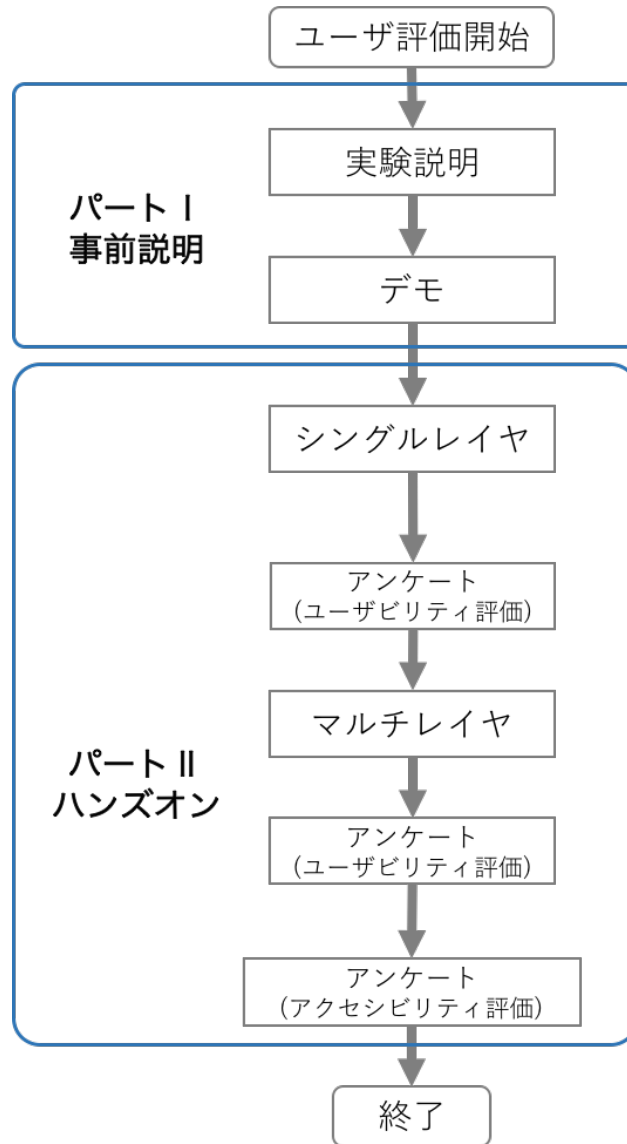 ユーザ評価開始
パート I
事前説明
実験説明
デモ
パート II
ハンズオン
シングルレイヤ
アンケート
(ユーザビリティ評価)
マルチレイヤ
アンケート
(ユーザビリティ評価)
アンケート
(アクセシビリティ評価)
終了